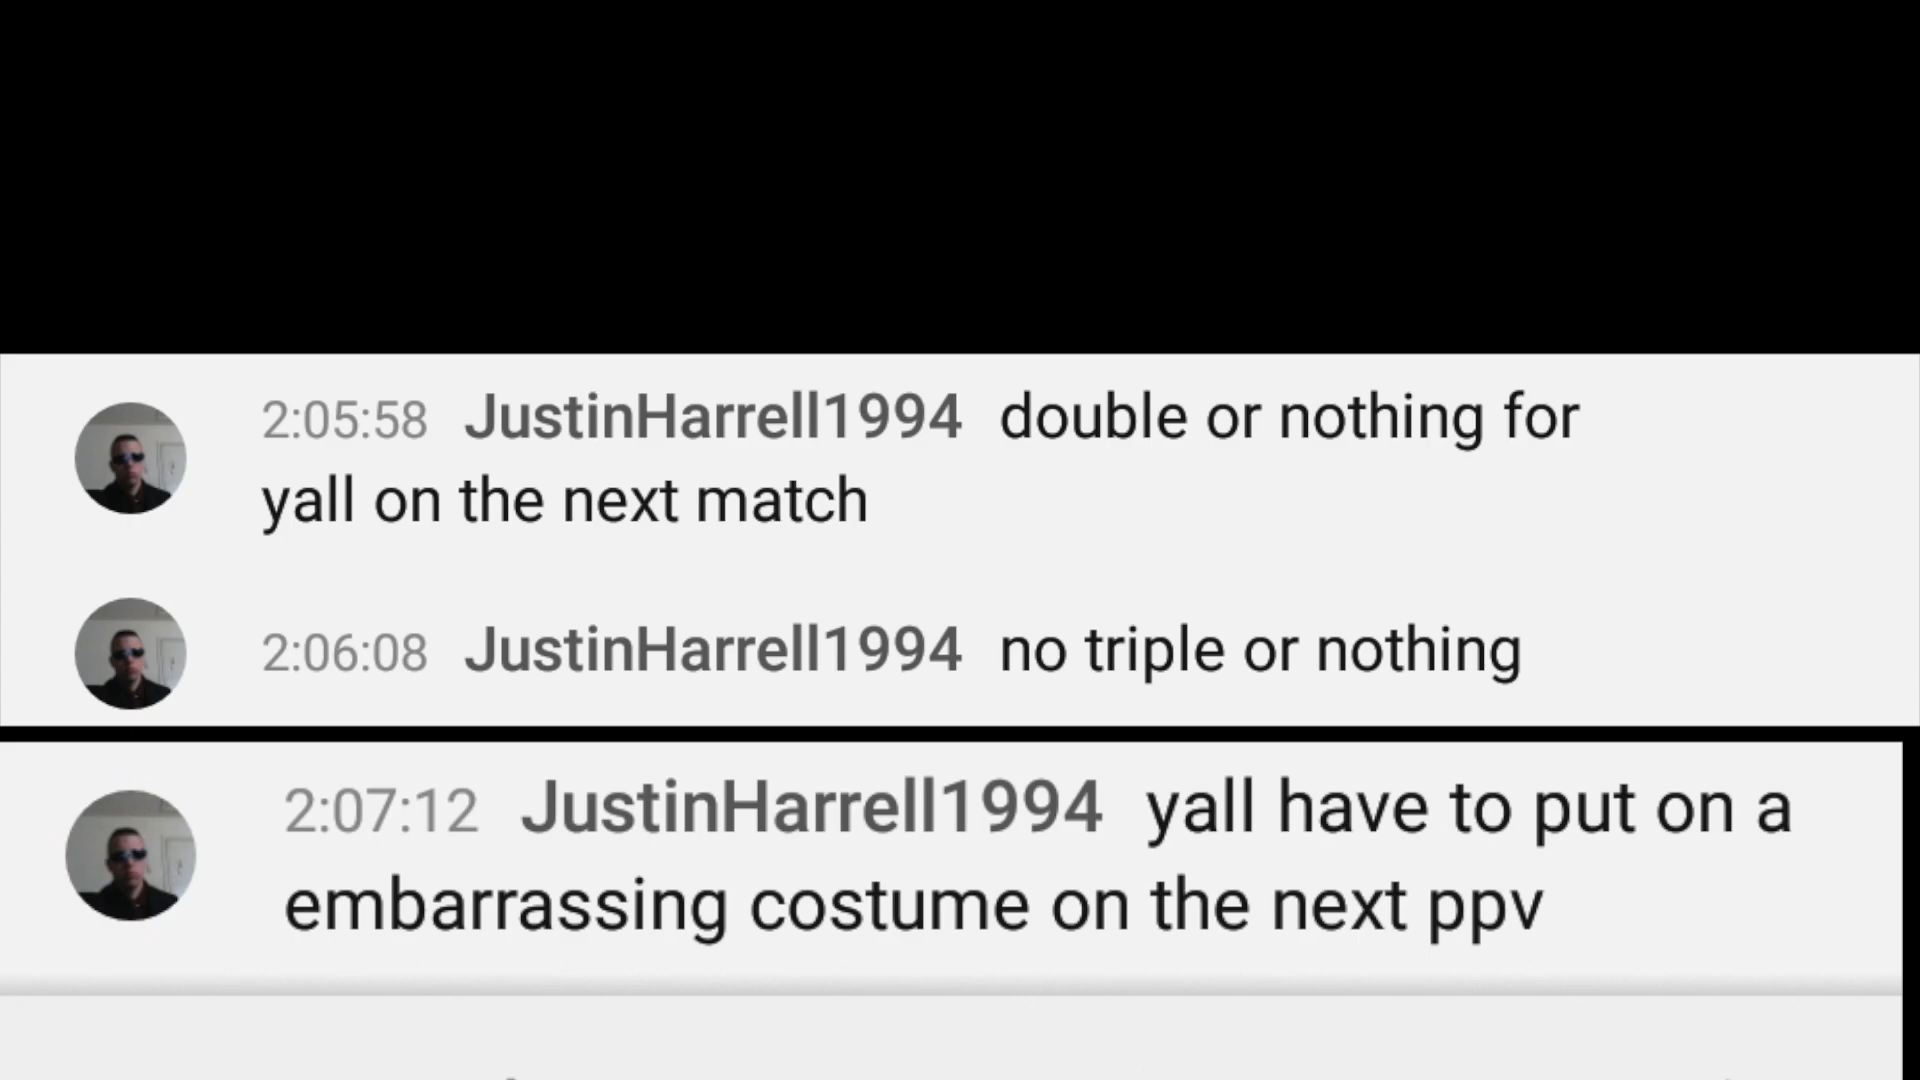 2:05:58 JustinHarrell1994 double or nothing for
yall on the next match
2:06:08 JustinHarrell1994 no triple or nothing
2:07:12 JustinHarrell1994 yall have to put on a
embarrassing costume on the next ppv